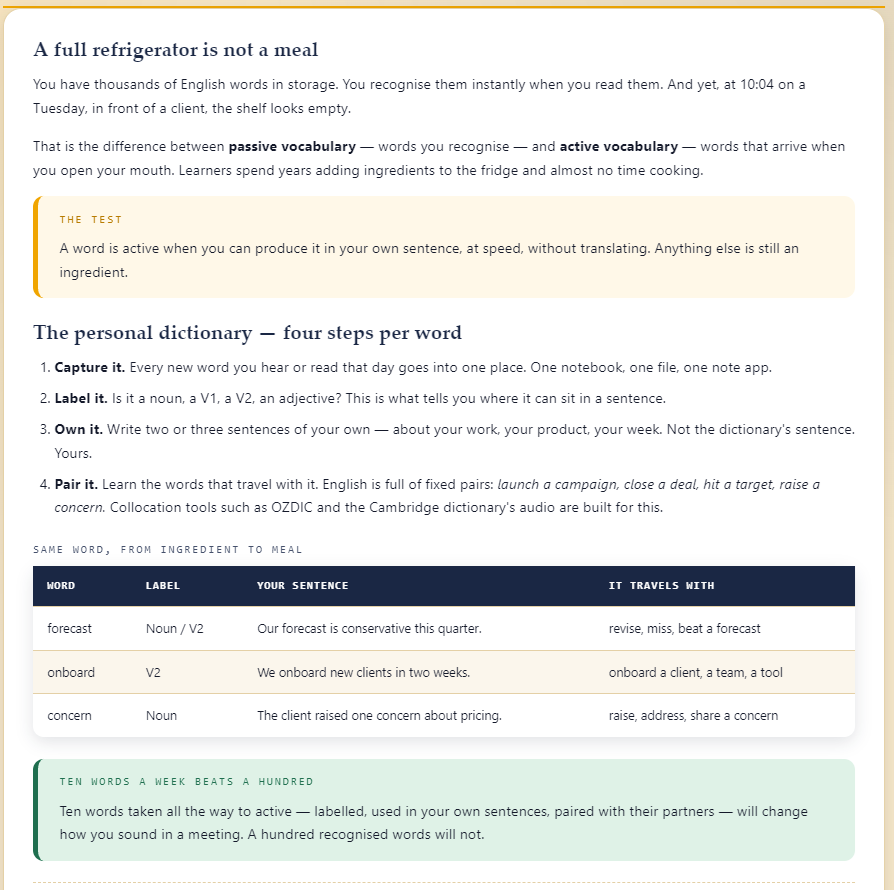 A full refrigerator is not a meal
You have thousands of English words in storage. You recognise them instantly when you read them. And yet, at 10:04 on a
Tuesday, in front of a client, the shelf looks empty.
That is the difference between passive vocabulary — words you recognise — and active vocabulary — words that arrive when
you open your mouth. Learners spend years adding ingredients to the fridge and almost no time cooking.
THE TEST
A word is active when you can produce it in your own sentence, at speed, without translating. Anything else is still an
ingredient.
The personal dictionary — four steps per word
1. Capture it. Every new word you hear or read that day goes into one place. One notebook, one file, one note app.
2. Label it. Is it a noun, a V1, a V2, an adjective? This is what tells you where it can sit in a sentence.
3. Own it. Write two or three sentences of your own — about your work, your product, your week. Not the dictionary's sentence.
Yours.
4. Pair it. Learn the words that travel with it. English is full of fixed pairs: launch a campaign, close a deal, hit a target, raise a
concern. Collocation tools such as OZDIC and the Cambridge dictionary's audio are built for this.
SAME WORD, FROM INGREDIENT TO MEAL
WORD LABEL YOUR SENTENCE IT TRAVELS WITH
forecast Noun / V2 Our forecast is conservative this quarter. revise, miss, beat a forecast
onboard V2 We onboard new clients in two weeks. onboard a client, a team, a tool
concern Noun The client raised one concern about pricing. raise, address, share a concern
TEN WORDS A WEEK BEATS A HUNDRED
Ten words taken all the way to active — labelled, used in your own sentences, paired with their partners — will change
how you sound in a meeting. A hundred recognised words will not.